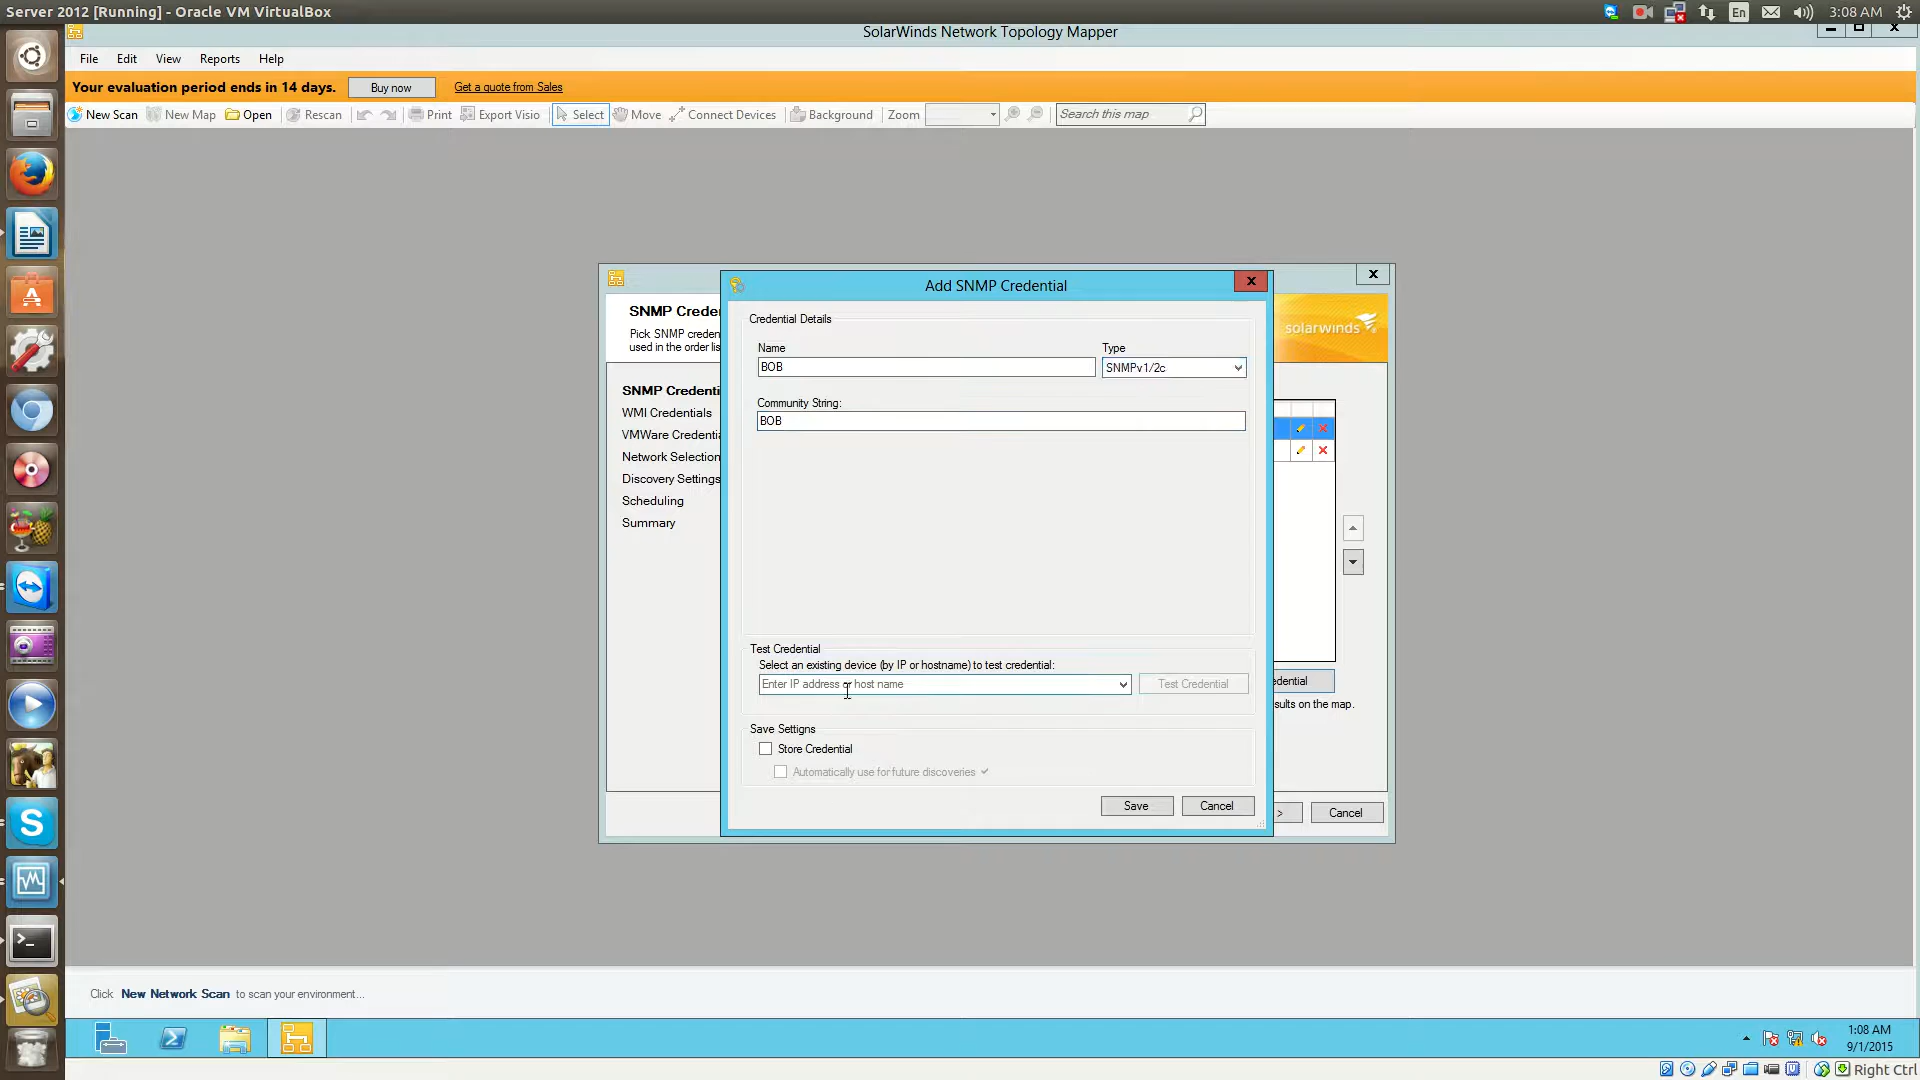 Server 2012 [Running] - Oracle VM VirtualBox
En
3:08 AM
SolarWinds Network Topology Mapper
File Edit View Reports Help
Your evaluation period ends in 14 days. Buy now Get a quote from Sales
New Scan New Map Open Rescan Print Export Visio Select Move Connect Devices Background Zoom Search this map
Add SNMP Credential
SNMP Crede
Pick SNMP creden
used in the order lis
solarwinds
SNMP Credenti
WMI Credentials
VMWare Credentia
Network Selection
Discovery Settings
Scheduling
Summary
Credential Details
Name Type
BOB SNMPv1/2c
Community String:
BOB
Test Credential
Select an existing device (by IP or hostname) to test credential:
Enter IP address or host name Test Credential
Save Settigns
Store Credential
Automatically use for future discoveries
Save Cancel
edential
sults on the map.
> Cancel
Click New Network Scan to scan your environment...
1:08 AM
9/1/2015
Right Ctrl